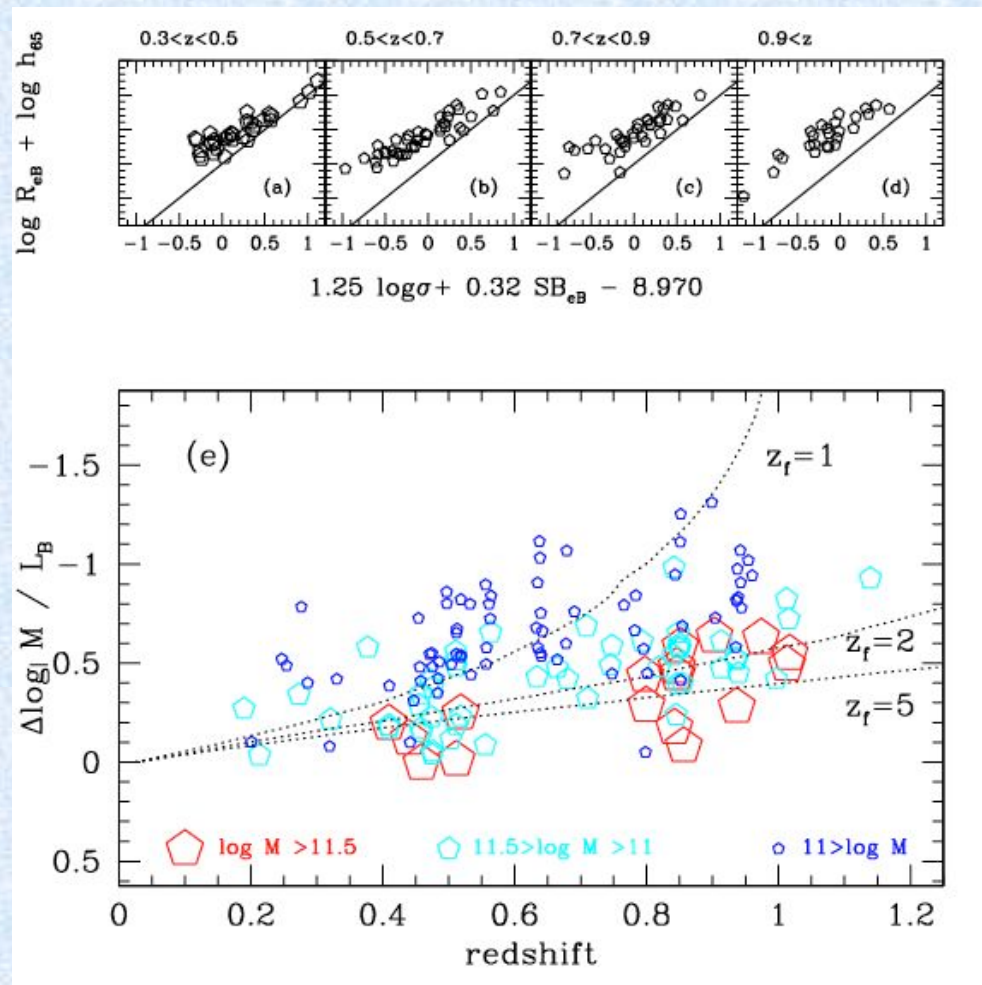 0.3<z<0.5 0.5<z<0.7 0.7<z<0.9 0.9<z
log R_eB + log h_65
(a) (b) (c) (d)
-1 -0.5 0 0.5 1 -1 -0.5 0 0.5 1 -1 -0.5 0 0.5 1 -1 -0.5 0 0.5 1
1.25 logσ+ 0.32 SB_eB - 8.970
(e)
z_f=1
z_f=2
z_f=5
Δlog M / L_B
-1.5
-1
-0.5
0
0.5
log M >11.5 11.5>log M >11 11>log M
0 0.2 0.4 0.6 0.8 1 1.2
redshift